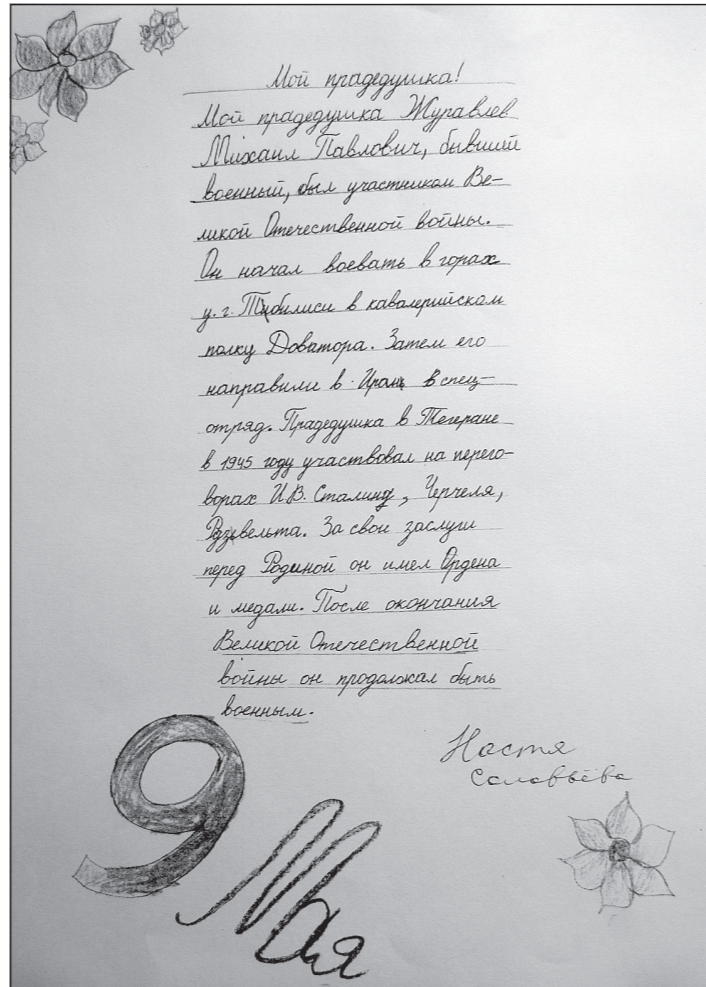 Мой прадедушка!
Мой прадедушка Журавлев
Михаил Павлович, бывший
военный, был участником Ве-
ликой Отечественной войны.
Он начал воевать в горах
у. г. Тбилиси в кавалерийском
полку Доватора. Затем его
направили в Иран в спец-
отряд. Прадедушка в Тегеране
в 1945 году участвовал на перего-
ворах И.В. Сталину, Черчеля,
Рузвельта. За свои заслуги
перед Родиной он имел Ордена
и медали. После окончания
Великой Отечественной
войны он продолжал быть
военным.
Настя
Соловьёва
9 Мая